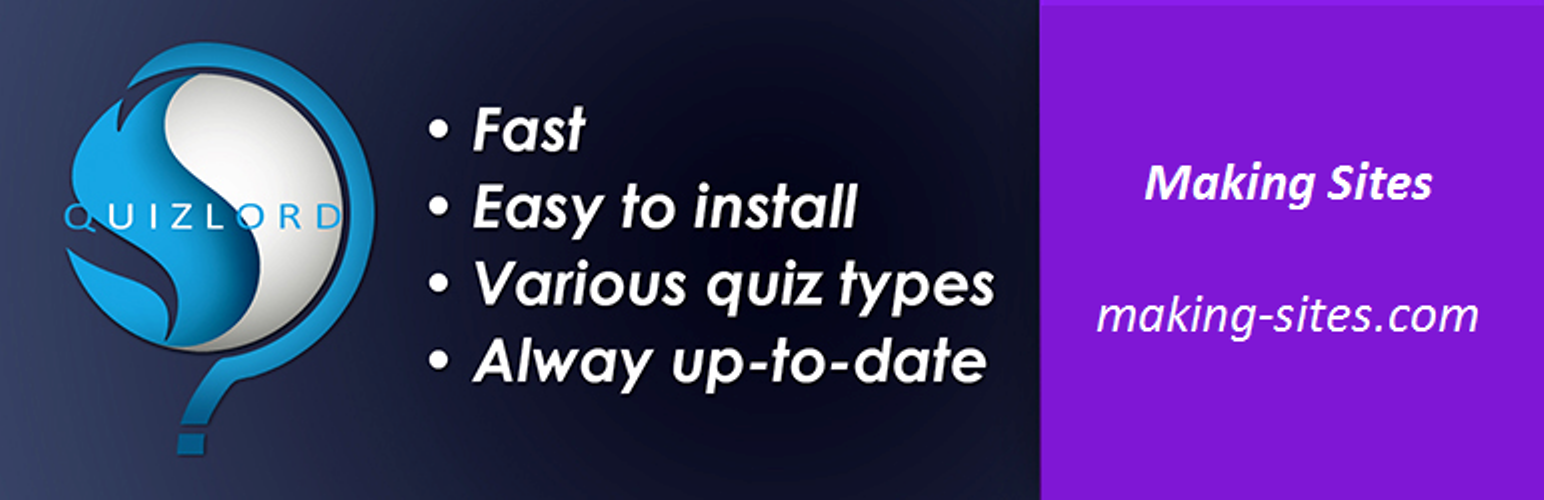 QUIZLORD
• Fast
• Easy to install
• Various quiz types
• Alway up-to-date
Making Sites
making-sites.com